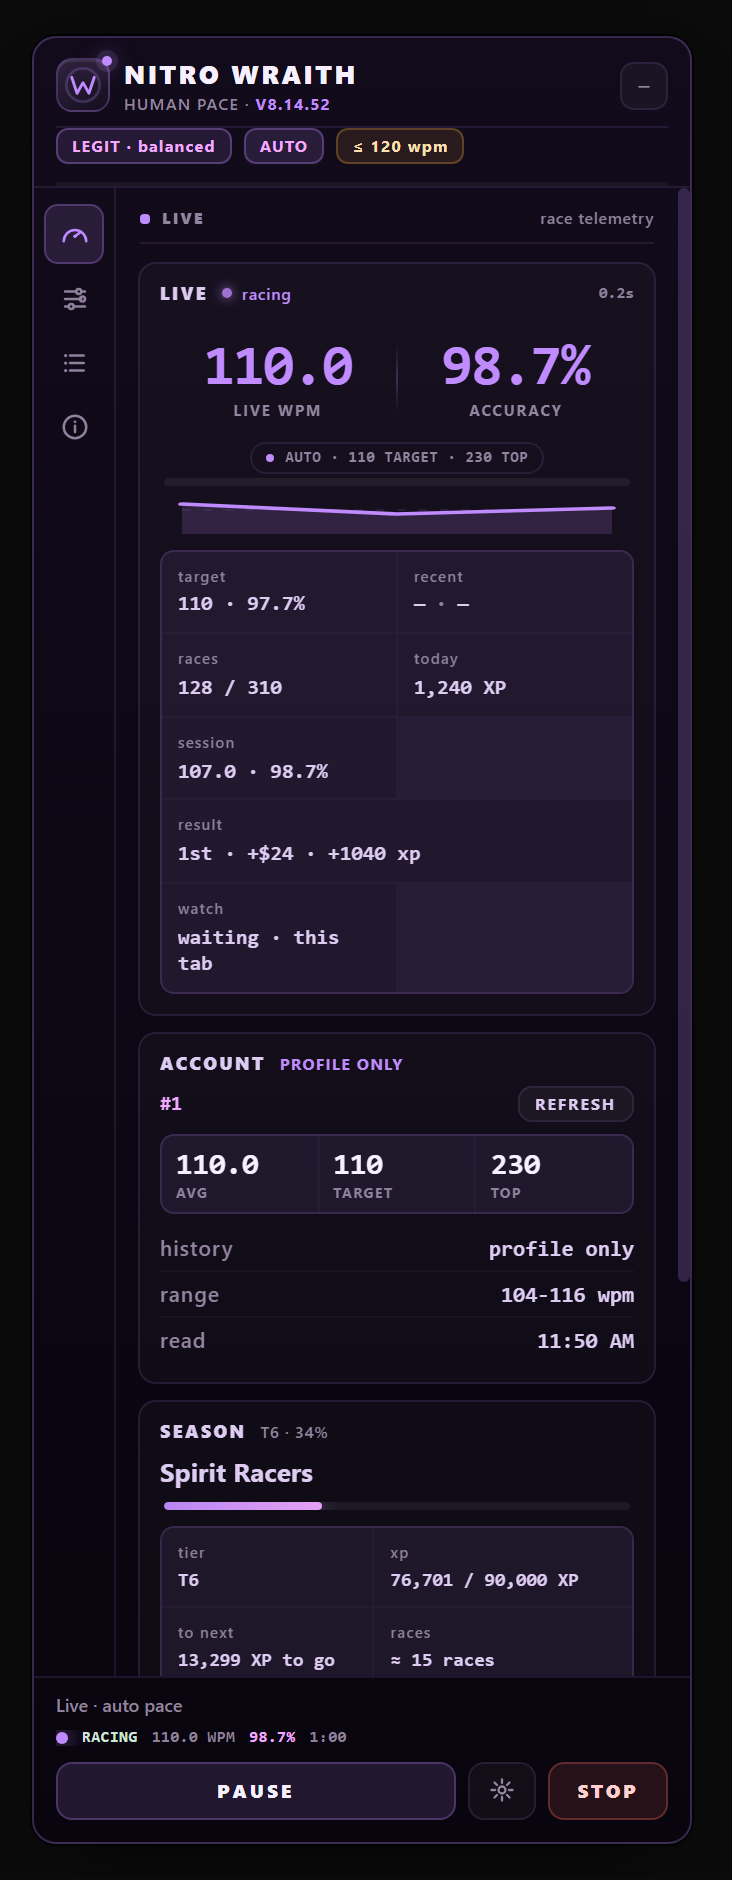 W
NITRO WRAITH
HUMAN PACE · V8.14.52
–
LEGIT · balanced
AUTO
≤ 120 wpm
LIVE
race telemetry
LIVE racing
0.2s
110.0
98.7%
LIVE WPM
ACCURACY
AUTO · 110 TARGET · 230 TOP
target
recent
110 · 97.7%
— · —
races
today
128 / 310
1,240 XP
session
107.0 · 98.7%
result
1st · +$24 · +1040 xp
watch
waiting · this
tab
ACCOUNT PROFILE ONLY
#1
REFRESH
110.0
110
230
AVG
TARGET
TOP
history
profile only
range
104-116 wpm
read
11:50 AM
SEASON T6 · 34%
Spirit Racers
tier
xp
T6
76,701 / 90,000 XP
to next
races
13,299 XP to go
≈ 15 races
Live · auto pace
RACING 110.0 WPM 98.7% 1:00
PAUSE
STOP